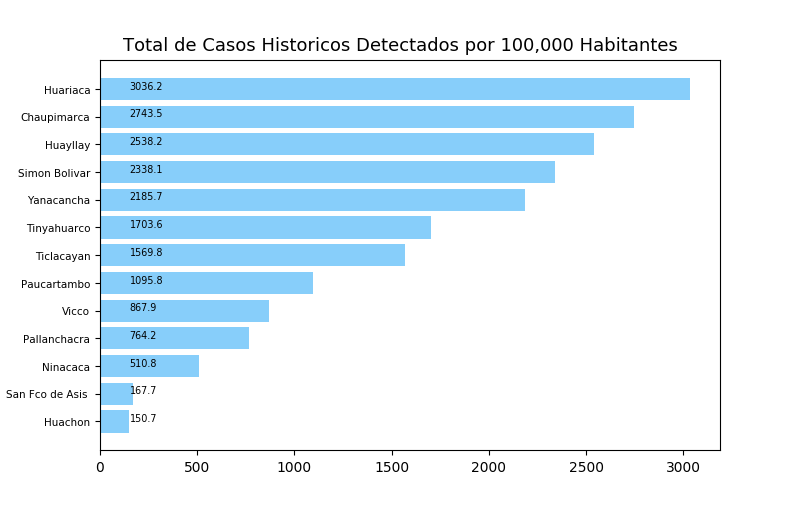 Total de Casos Historicos Detectados por 100,000 Habitantes
Huariaca 3036.2
Chaupimarca 2743.5
Huayllay 2538.2
Simon Bolivar 2338.1
Yanacancha 2185.7
Tinyahuarco 1703.6
Ticlacayan 1569.8
Paucartambo 1095.8
Vicco 867.9
Pallanchacra 764.2
Ninacaca 510.8
San Fco de Asis 167.7
Huachon 150.7
0 500 1000 1500 2000 2500 3000